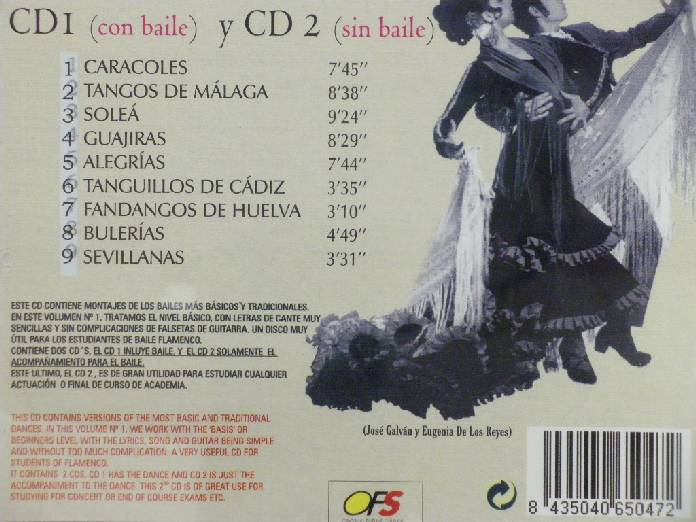 CD1 (con baile) y CD 2 (sin baile)
1 CARACOLES 7'45''
2 TANGOS DE MÁLAGA 8'38''
3 SOLEÁ 9'24''
4 GUAJIRAS 8'29''
5 ALEGRÍAS 7'44''
6 TANGUILLOS DE CÁDIZ 3'35''
7 FANDANGOS DE HUELVA 3'10''
8 BULERÍAS 4'49''
9 SEVILLANAS 3'31''
ESTE CD CONTIENE MONTAJES DE LOS BAILES MÁS BÁSICOS Y TRADICIONALES.
EN ESTE VOLUMEN Nº 1, TRATAMOS EL NIVEL BÁSICO, CON LETRAS DE CANTE MUY
SENCILLAS Y SIN COMPLICACIONES DE FALSETAS DE GUITARRA. UN DISCO MUY
ÚTIL PARA LOS ESTUDIANTES DE BAILE FLAMENCO.
CONTIENE DOS CD'S, EL CD 1 INLUYE BAILE, Y EL CD 2 SOLAMENTE EL
ACOMPAÑAMIENTO PARA EL BAILE.
ESTE ULTIMO, EL CD 2, ES DE GRAN UTILIDAD PARA ESTUDIAR CUALQUIER
ACTUACIÓN O FINAL DE CURSO DE ACADEMIA.
THIS CD CONTAINS VERSIONS OF THE MOST BASIC AND TRADITIONAL
DANCES. IN THIS VOLUME Nº 1. WE WORK WITH THE 'BASIS' OR
BEGINNERS LEVEL WITH THE LYRICS, SONG AND GUITAR BEING SIMPLE
AND WITHOUT TOO MUCH COMPLICATION. A VERY USEFUL CD FOR
STUDENTS OF FLAMENCO.
IT CONTAINS 2 CDS. CD 1 HAS THE DANCE AND CD 2 IS JUST THE
ACCOMPANIMENT TO THE DANCE. THIS 2ND CD IS OF GREAT USE FOR
STUDYING FOR CONCERT OR END OF COURSE EXAMS ETC.
(José Galván y Eugenia De Los Reyes)
OFS
8 435040 650472